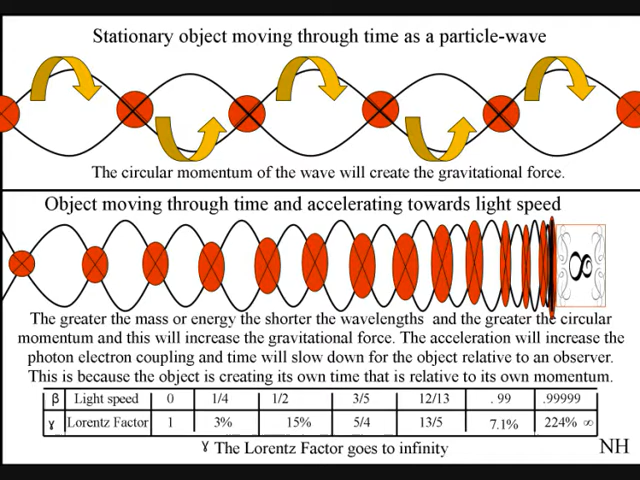 Stationary object moving through time as a particle-wave
The circular momentum of the wave will create the gravitational force.
Object moving through time and accelerating towards light speed
∞
The greater the mass or energy the shorter the wavelengths and the greater the circular
momentum and this will increase the gravitational force. The acceleration will increase the
photon electron coupling and time will slow down for the object relative to an observer.
This is because the object is creating its own time that is relative to its own momentum.
β Light speed 0 1/4 1/2 3/5 12/13 . 99 .99999
γ Lorentz Factor 1 3% 15% 5/4 13/5 7.1% 224% ∞
γ The Lorentz Factor goes to infinity
NH